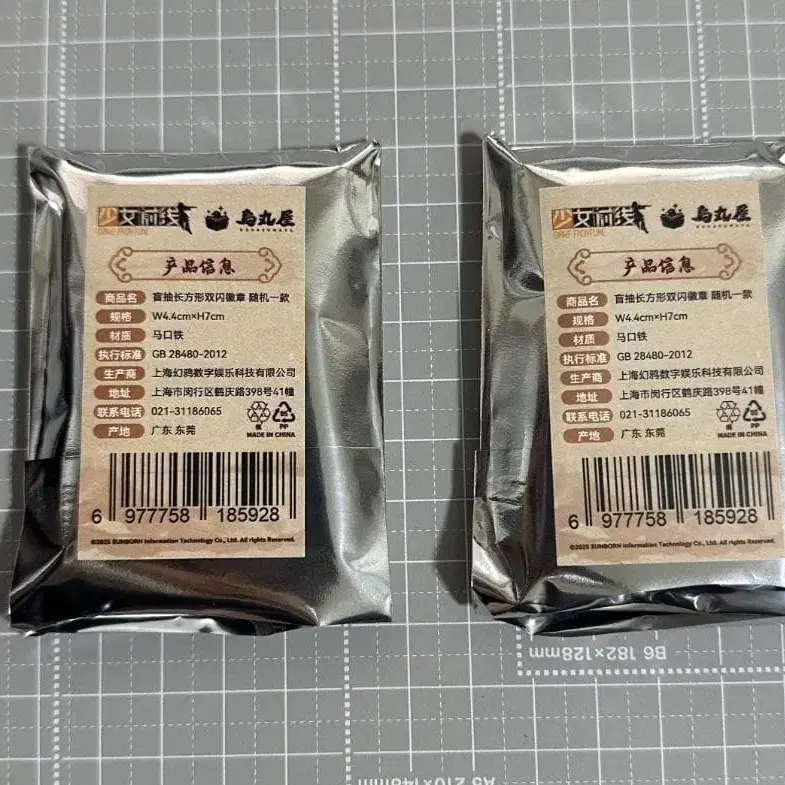 少女前线 乌丸屋
GIRLS' FRONTLINE KARASUMAYA
产品信息
商品名 盲抽长方形双闪徽章 随机一款
规格 W4.4cm×H7cm
材质 马口铁
执行标准 GB 28480-2012
生产商 上海幻鸦数字娱乐科技有限公司
地址 上海市闵行区鹤庆路398号41幢
联系电话 021-31186065
产地 广东 东莞
PP
MADE IN CHINA
6 977758 185928
©2025 SUNBORN Information Technology Co., Ltd. All rights Reserved.
少女前线 乌丸屋
GIRLS' FRONTLINE KARASUMAYA
产品信息
商品名 盲抽长方形双闪徽章 随机一款
规格 W4.4cm×H7cm
材质 马口铁
执行标准 GB 28480-2012
生产商 上海幻鸦数字娱乐科技有限公司
地址 上海市闵行区鹤庆路398号41幢
联系电话 021-31186065
产地 广东 东莞
PP
MADE IN CHINA
6 977758 185928
©2025 SUNBORN Information Technology Co., Ltd. All rights Reserved.
B6 182×128mm
A5 210×148mm